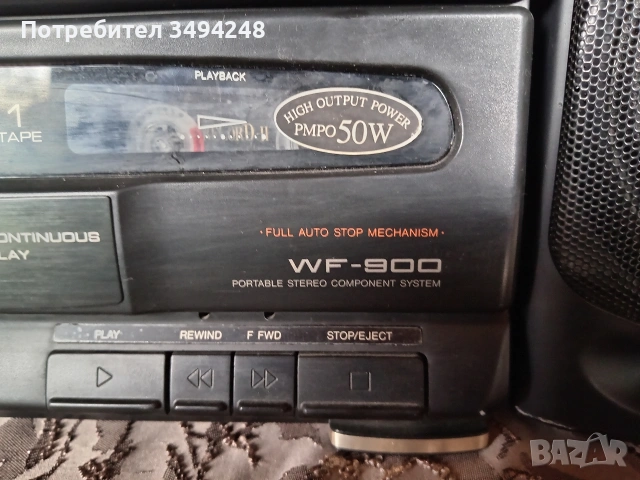 Потребител 3494248
PLAYBACK
1
TAPE
HIGH OUTPUT POWER
PMPO 50W
• FULL AUTO STOP MECHANISM •
CONTINUOUS
WF-900
PORTABLE STEREO COMPONENT SYSTEM
PLAY REWIND F FWD STOP/EJECT
BAZAR